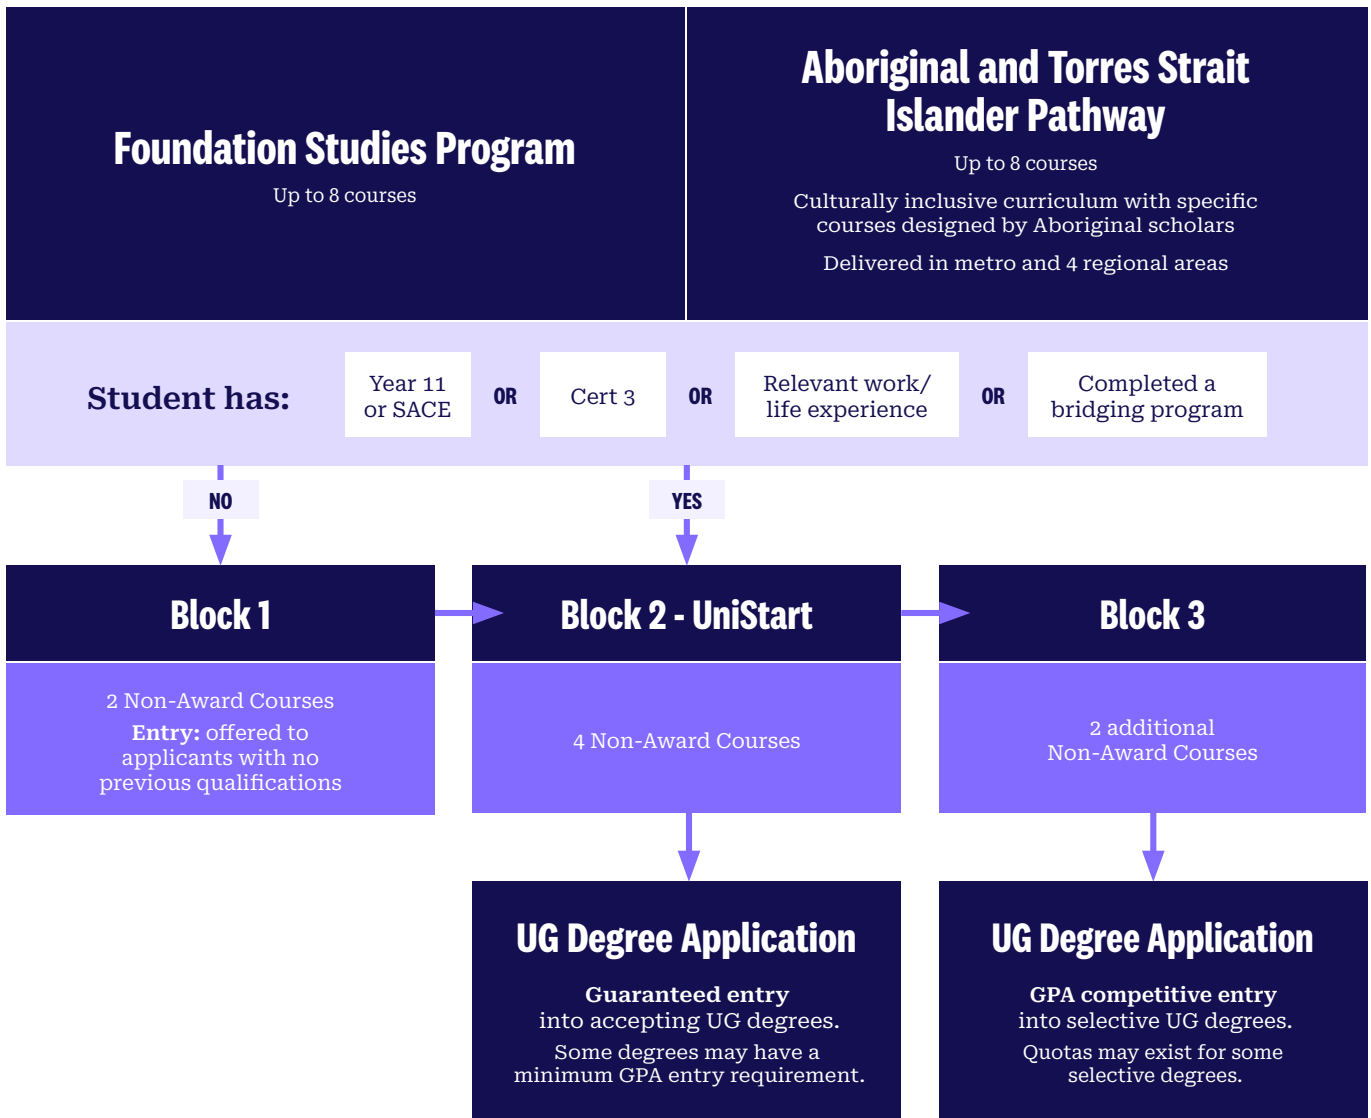 Foundation Studies Program
Up to 8 courses
Aboriginal and Torres Strait
Islander Pathway
Up to 8 courses
Culturally inclusive curriculum with specific
courses designed by Aboriginal scholars
Delivered in metro and 4 regional areas
Student has:
Year 11
or SACE
OR
Cert 3
OR
Relevant work/
life experience
OR
Completed a
bridging program
NO
YES
Block 1
2 Non-Award Courses
Entry: offered to
applicants with no
previous qualifications
Block 2 - UniStart
4 Non-Award Courses
Block 3
2 additional
Non-Award Courses
UG Degree Application
Guaranteed entry
into accepting UG degrees.
Some degrees may have a
minimum GPA entry requirement.
UG Degree Application
GPA competitive entry
into selective UG degrees.
Quotas may exist for some
selective degrees.